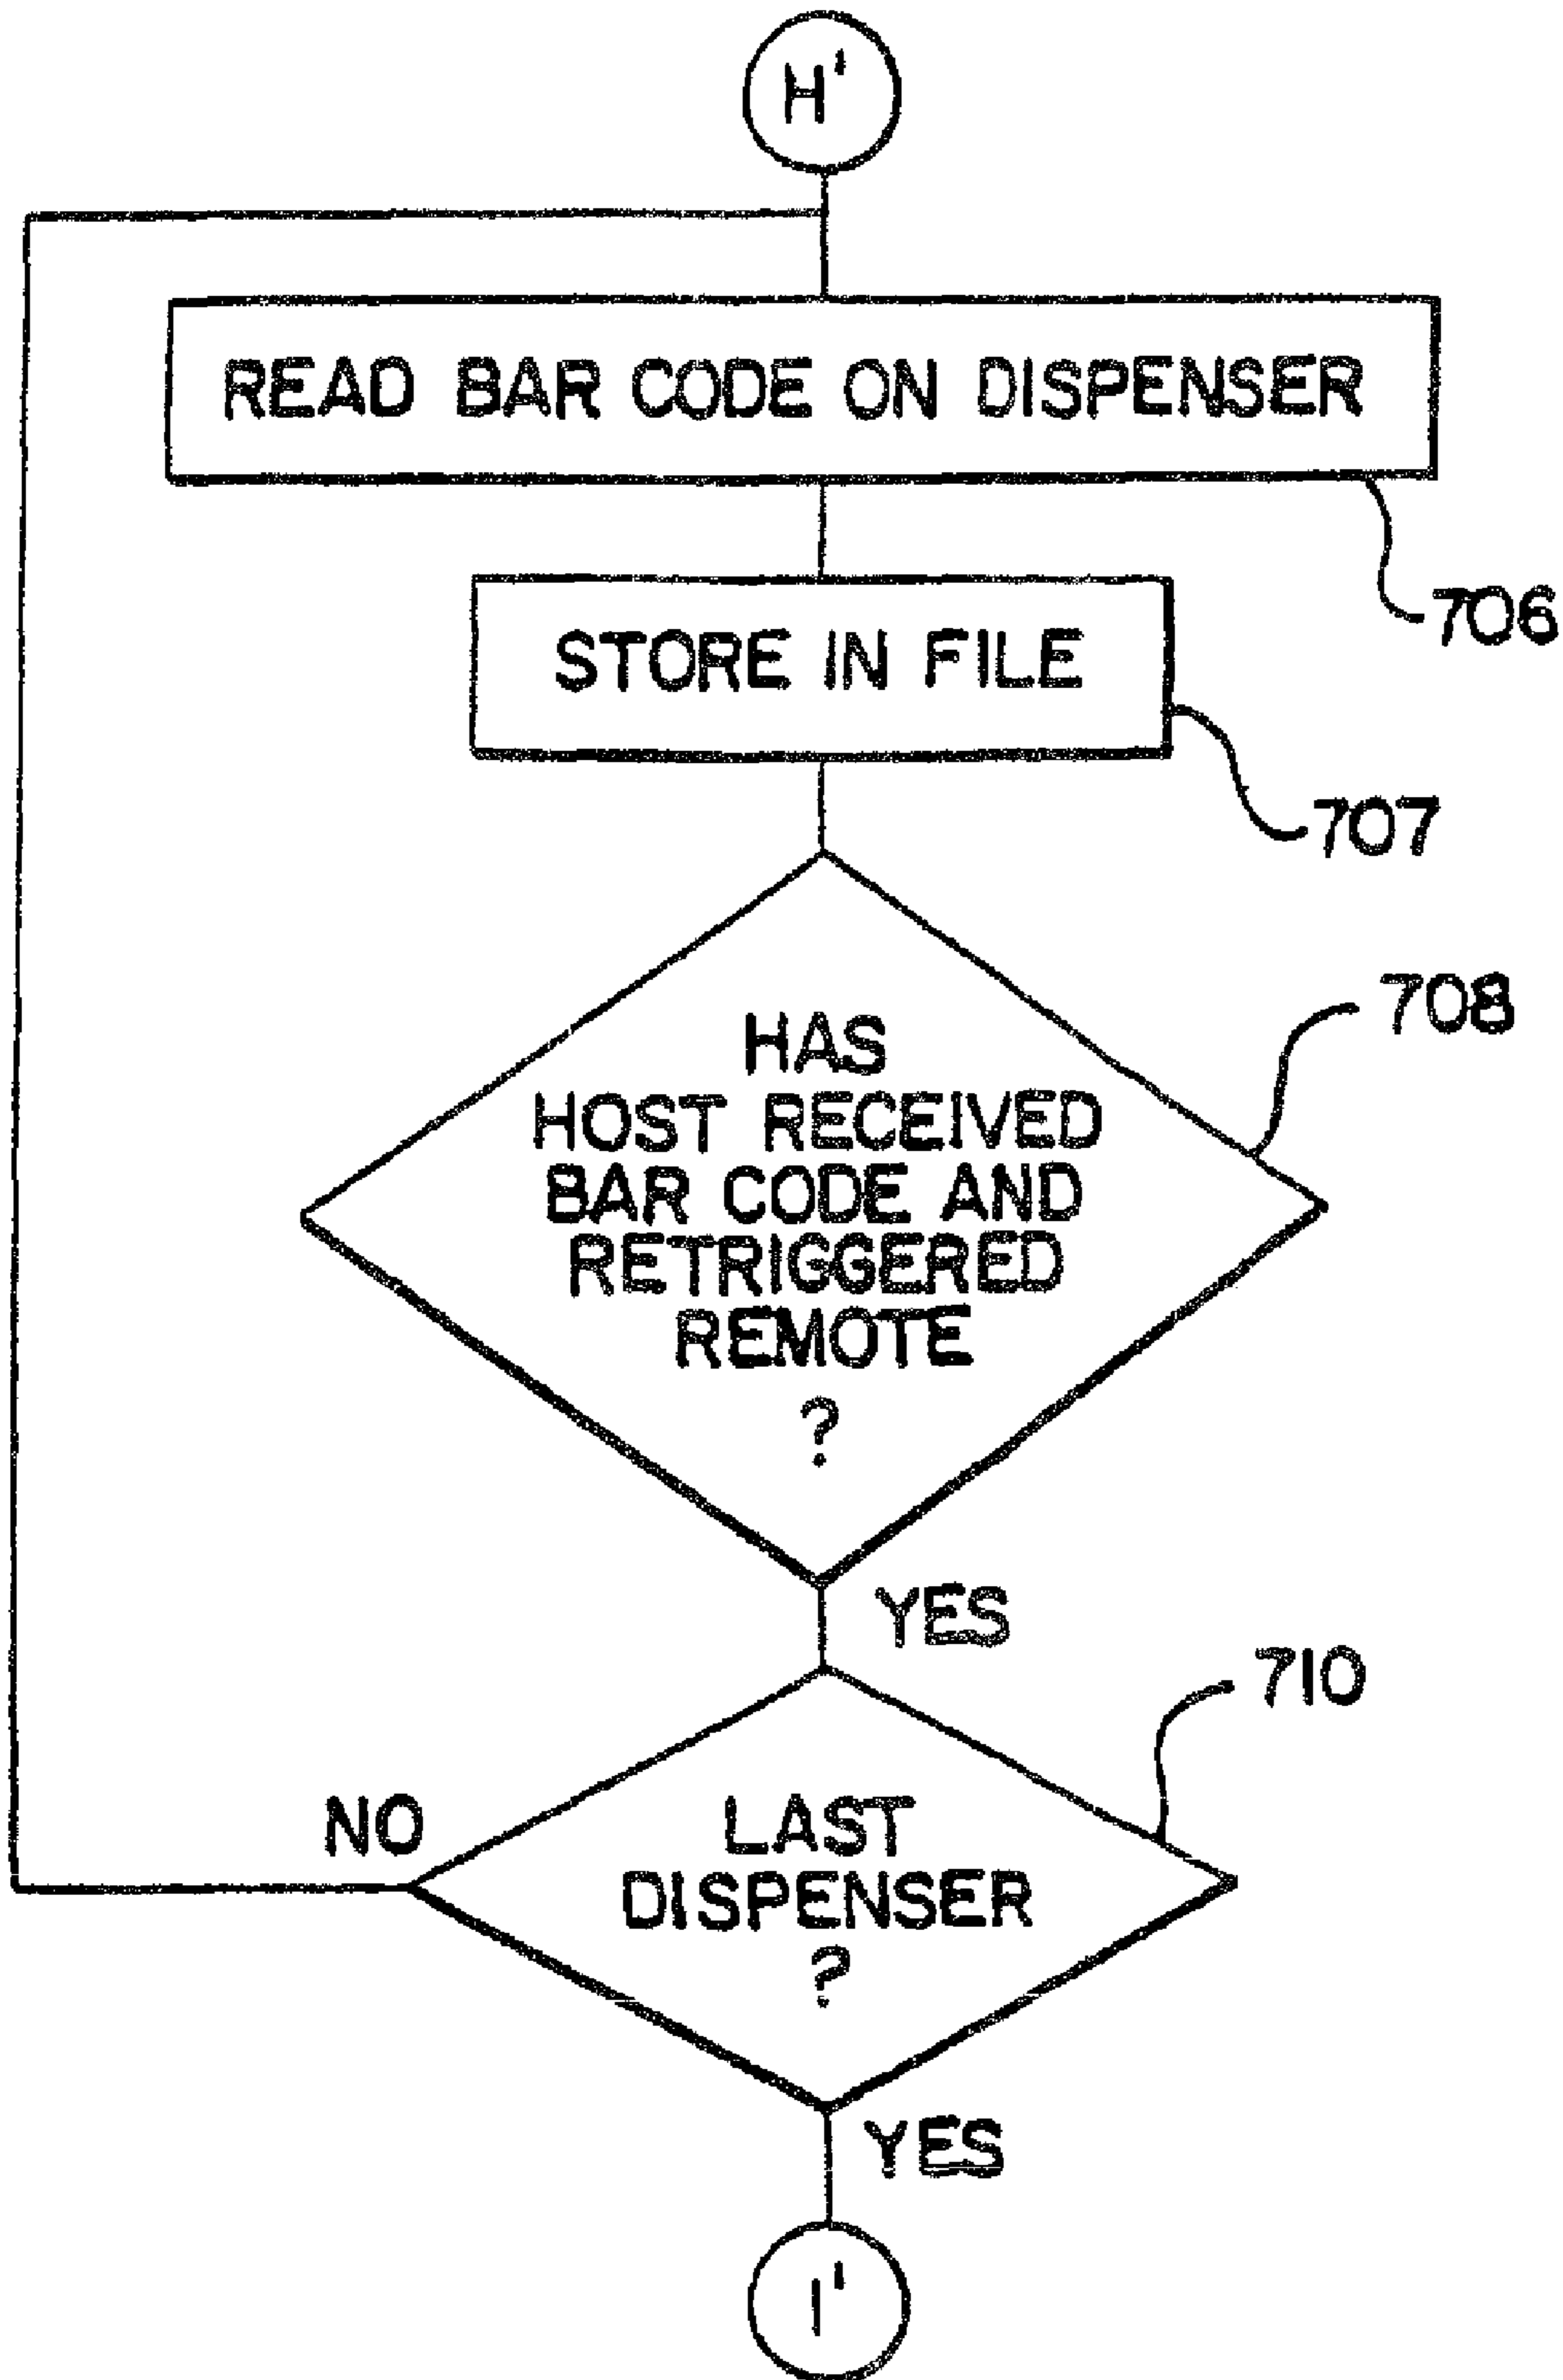 H'
READ BAR CODE ON DISPENSER
706
STORE IN FILE
707
708
HAS
HOST RECEIVED
BAR CODE AND
RETRIGGERED
REMOTE
?
YES
710
NO
LAST
DISPENSER
?
YES
I'